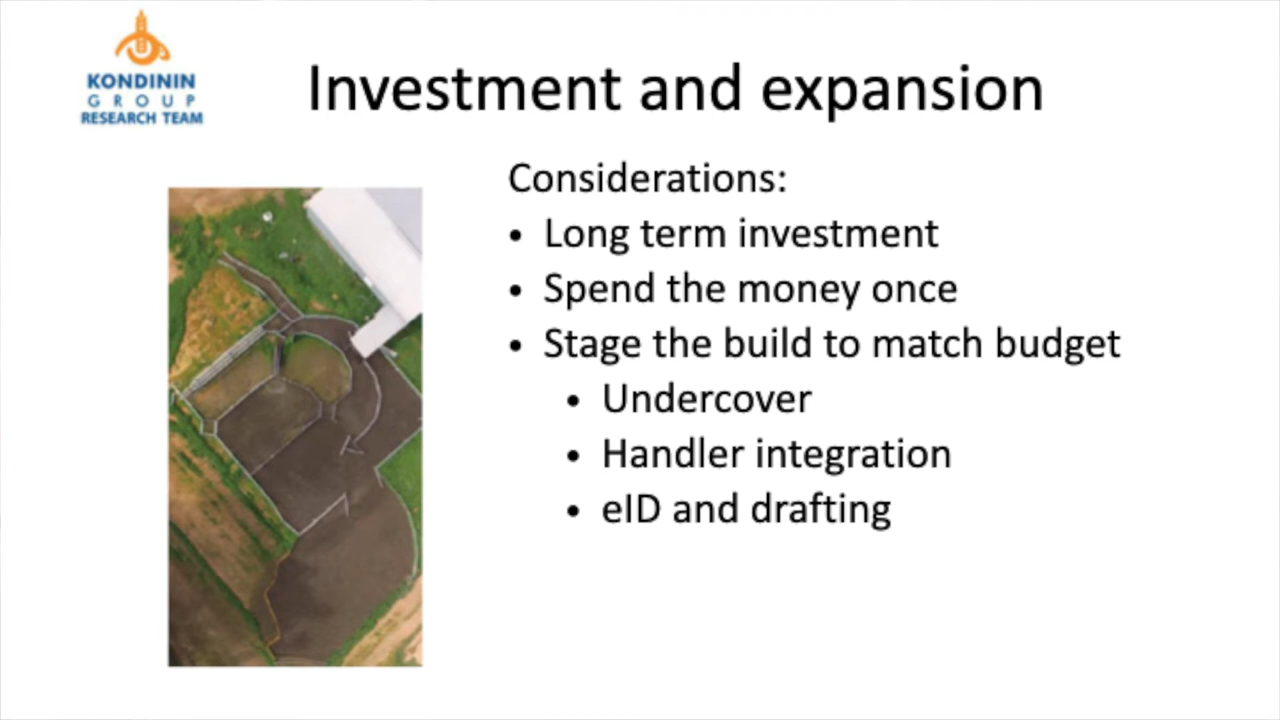 KONDININ
GROUP
RESEARCH TEAM
Investment and expansion
Considerations:
• Long term investment
• Spend the money once
• Stage the build to match budget
• Undercover
• Handler integration
• eID and drafting